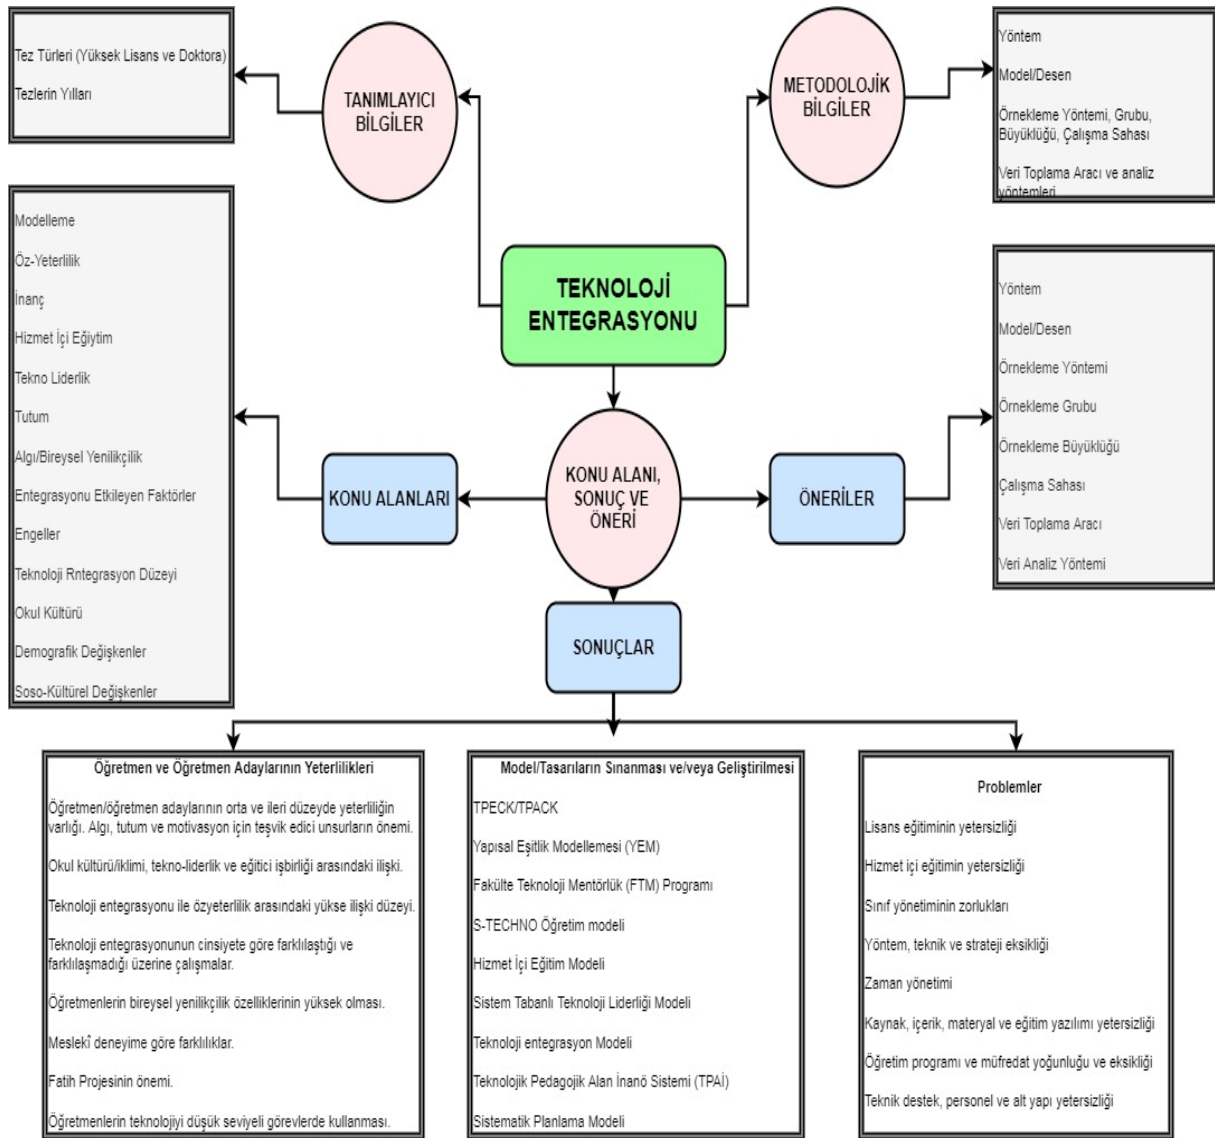 Tez Türleri (Yüksek Lisans ve Doktora)
Tezlerin Yılları
TANIMLAYICI
BİLGİLER
METODOLOJİK
BİLGİLER
Yöntem
Model/Desen
Örnekleme Yöntemi, Grubu,
Büyüklüğü, Çalışma Sahası
Veri Toplama Aracı ve analiz
yöntemleri
TEKNOLOJİ
ENTEGRASYONU
Modelleme
Öz-Yeterlilik
İnanç
Hizmet İçi Eğiytim
Tekno Liderlik
Tutum
Algı/Bireysel Yenilikçilik
Entegrasyonu Etkileyen Faktörler
Engeller
Teknoloji Rntegrasyon Düzeyi
Okul Kültürü
Demografik Değişkenler
Soso-Kültürel Değişkenler
KONU ALANLARI
KONU ALANI,
SONUÇ VE
ÖNERİ
ÖNERİLER
Yöntem
Model/Desen
Örnekleme Yöntemi
Örnekleme Grubu
Örnekleme Büyüklüğü
Çalışma Sahası
Veri Toplama Aracı
Veri Analiz Yöntemi
SONUÇLAR
Öğretmen ve Öğretmen Adaylarının Yeterlilikleri
Öğretmen/öğretmen adaylarının orta ve ileri düzeyde yeterliliğin
varlığı. Algı, tutum ve motivasyon için teşvik edici unsurların önemi.
Okul kültürü/iklimi, tekno-liderlik ve eğitici işbirliği arasındaki ilişki.
Teknoloji entegrasyonu ile özyeterlilik arasındaki yükse ilişki düzeyi.
Teknoloji entegrasyonunun cinsiyete göre farklılaştığı ve
farklılaşmadığı üzerine çalışmalar.
Öğretmenlerin bireysel yenilikçilik özelliklerinin yüksek olması.
Meslekî deneyime göre farklılıklar.
Fatih Projesinin önemi.
Öğretmenlerin teknolojiyi düşük seviyeli görevlerde kullanması.
Model/Tasarıların Sınanması ve/veya Geliştirilmesi
TPECK/TPACK
Yapısal Eşitlik Modellemesi (YEM)
Fakülte Teknoloji Mentörlük (FTM) Programı
S-TECHNO Öğretim modeli
Hizmet İçi Eğitim Modeli
Sistem Tabanlı Teknoloji Liderliği Modeli
Teknoloji entegrasyon Modeli
Teknolojik Pedagojik Alan İnanö Sistemi (TPAİ)
Sistematik Planlama Modeli
Problemler
Lisans eğitiminin yetersizliği
Hizmet içi eğitimin yetersizliği
Sınıf yönetiminin zorlukları
Yöntem, teknik ve strateji eksikliği
Zaman yönetimi
Kaynak, içerik, materyal ve eğitim yazılımı yetersizliği
Öğretim programı ve müfredat yoğunluğu ve eksikliği
Teknik destek, personel ve alt yapı yetersizliği